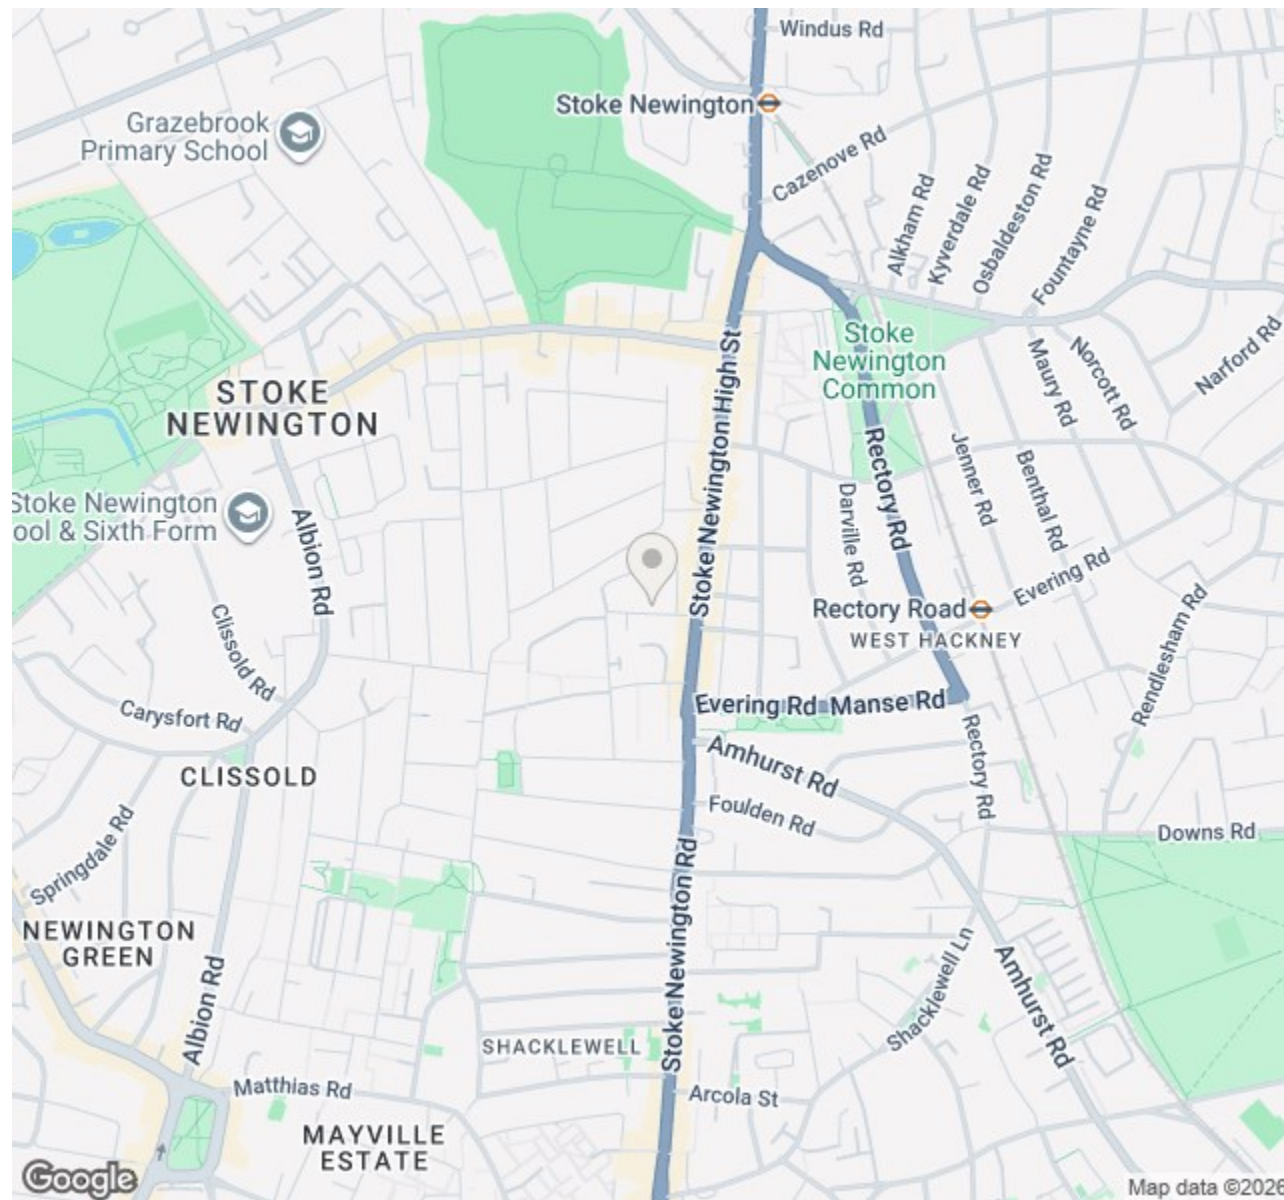 Windus Rd
Stoke Newington
Grazebrook
Primary School
Cazenove Rd
Alkham Rd
Kyverdale Rd
Osbaldeston Rd
Fountayne Rd
Stoke
Newington
Common
Narford Rd
Maury Rd
Norcott Rd
STOKE
NEWINGTON
Stoke Newington High St
Rectory Rd
Jenner Rd
Benthal Rd
Darville Rd
Stoke Newington
ool & Sixth Form
Albion Rd
Evering Rd
Rectory Road
WEST HACKNEY
Rendlesham Rd
Clissold Rd
Carysfort Rd
Evering Rd
Manse Rd
Rectory Rd
Amhurst Rd
CLISSOLD
Foulden Rd
Downs Rd
Springdale Rd
Stoke Newington Rd
NEWINGTON
GREEN
Albion Rd
Shacklewell Ln
Amhurst Rd
SHACKLEWELL
Matthias Rd
Arcola St
MAYVILLE
ESTATE
Google
Map data ©2026